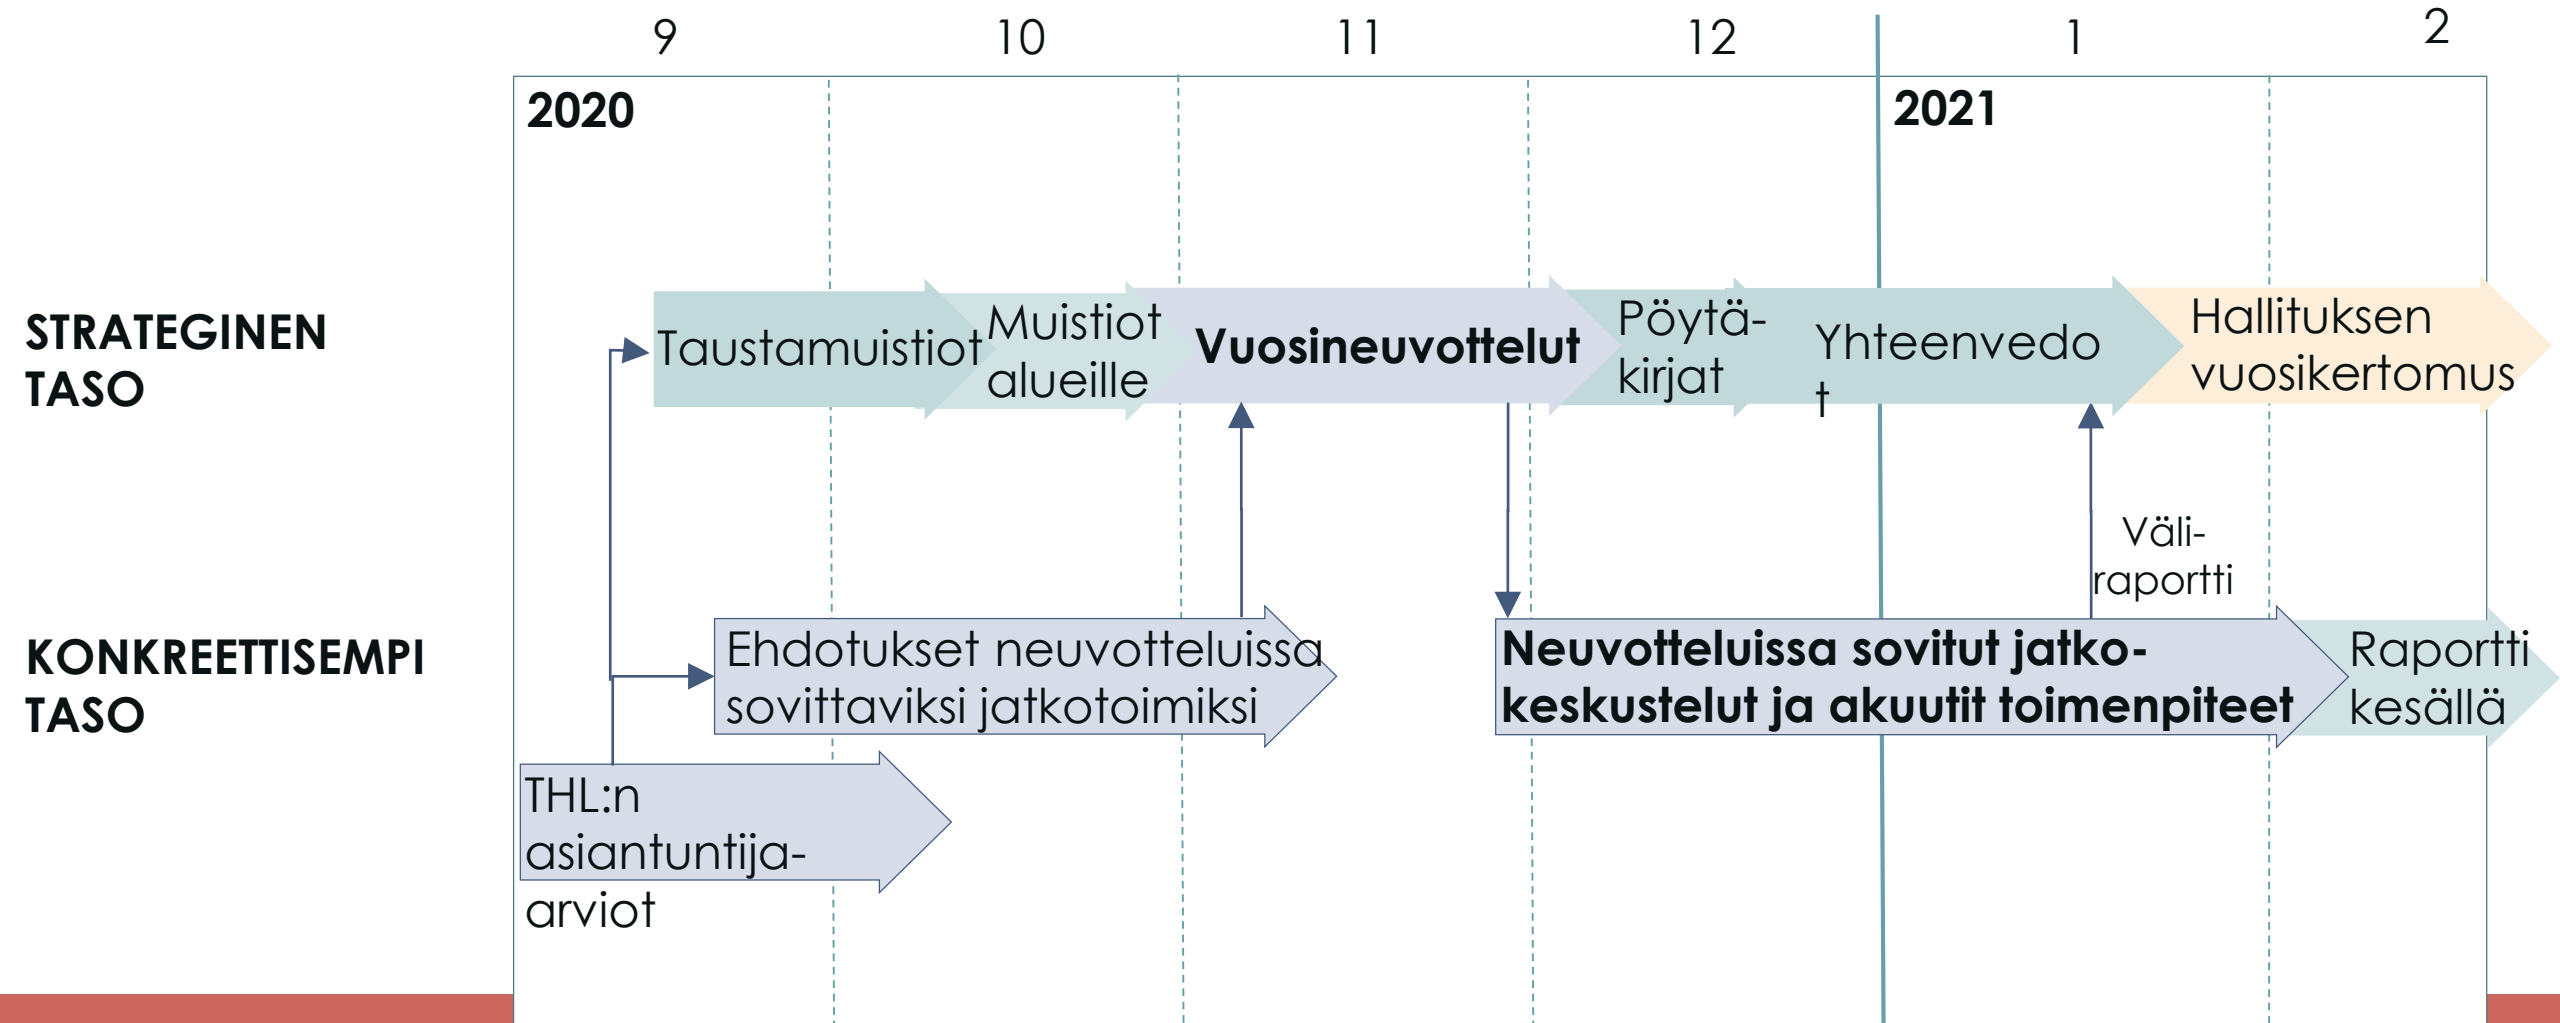 9 10 11 12 1 2
2020 2021
STRATEGINEN
TASO
Taustamuistiot
Muistiot
alueille
Vuosineuvottelut
Pöytä-
kirjat
Yhteenvedo
t
Hallituksen
vuosikertomus
Väli-
raportti
KONKREETTISEMPI
TASO
Ehdotukset neuvotteluissa
sovittaviksi jatkotoimiksi
Neuvotteluissa sovitut jatko-
keskustelut ja akuutit toimenpiteet
Raportti
kesällä
THL:n
asiantuntija-
arviot